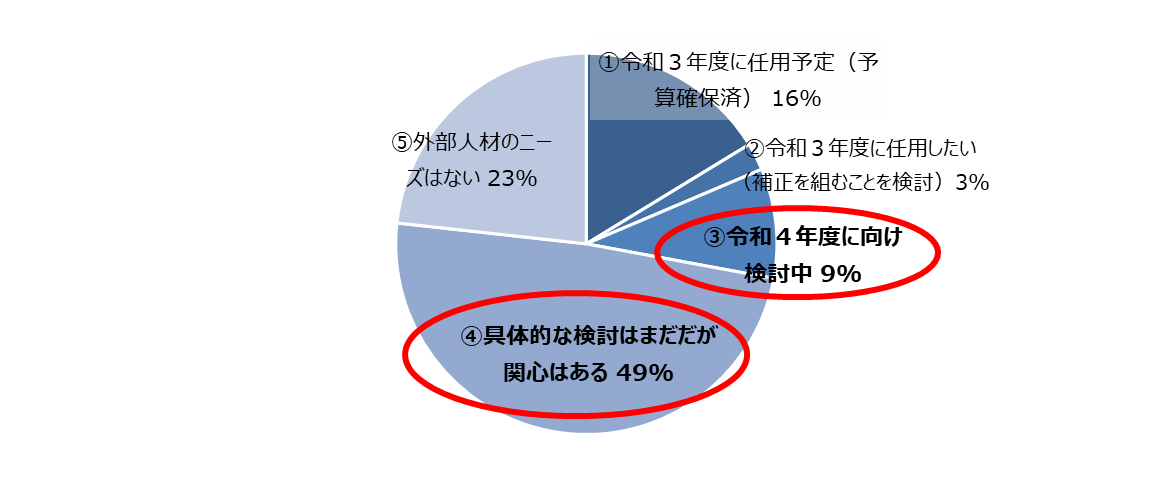 ①令和３年度に任用予定（予
算確保済） 16%
②令和３年度に任用したい
（補正を組むことを検討）3%
③令和４年度に向け
検討中 9%
④具体的な検討はまだだが
関心はある 49%
⑤外部人材のニー
ズはない 23%